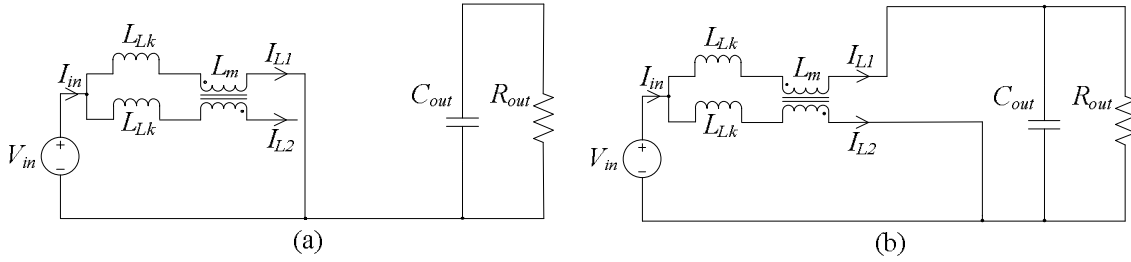 L_Lk
I_L1
I_in
L_m
C_out
R_out
L_Lk
I_L2
V_in
+
−
(a)
L_Lk
I_L1
I_in
L_m
C_out
R_out
L_Lk
I_L2
V_in
+
−
(b)